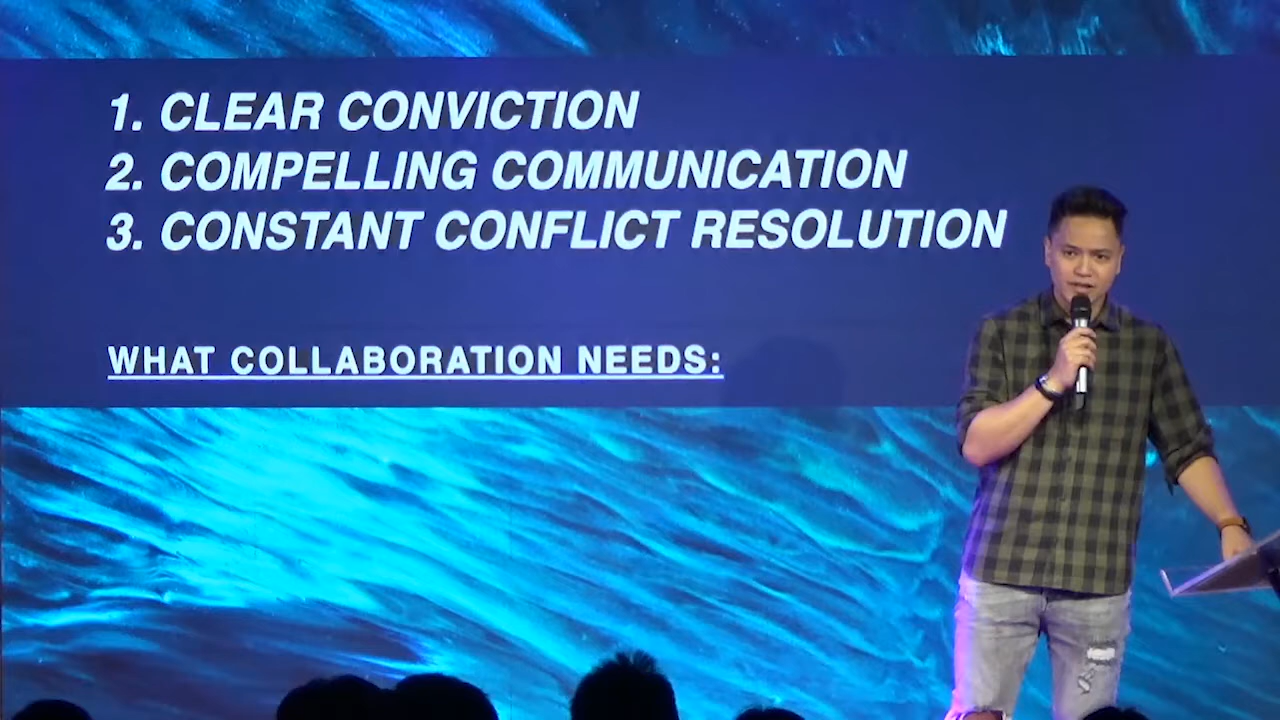 1. CLEAR CONVICTION
2. COMPELLING COMMUNICATION
3. CONSTANT CONFLICT RESOLUTION
WHAT COLLABORATION NEEDS: